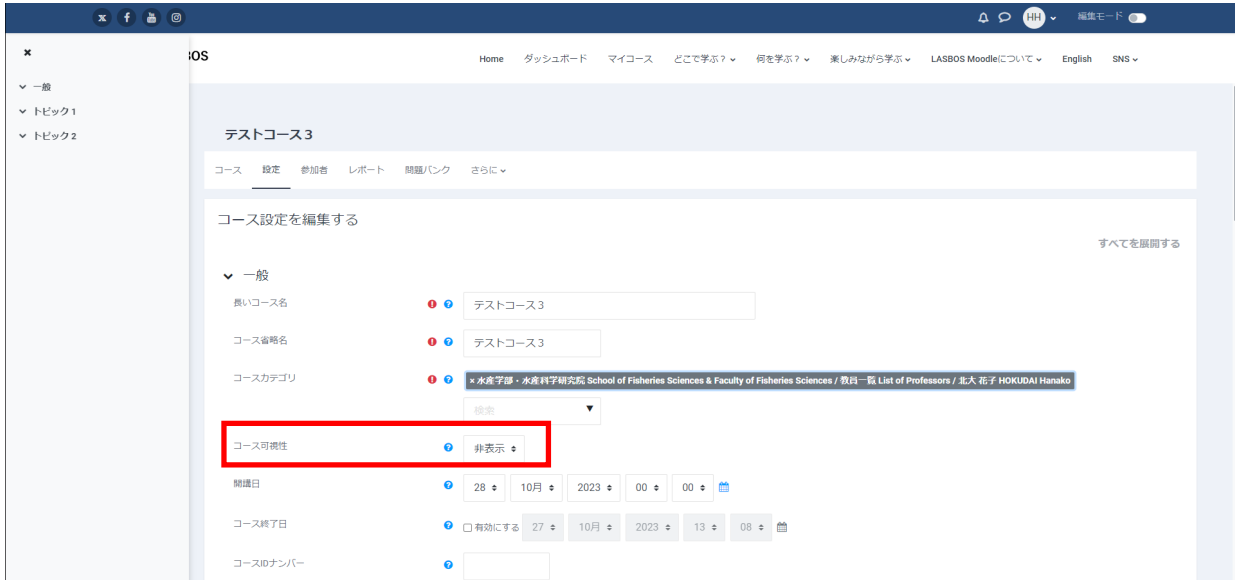 HH 編集モード
BOS Home ダッシュボード マイコース どこで学ぶ？ 何を学ぶ？ 楽しみながら学ぶ LASBOS Moodleについて English SNS
一般
トピック 1
トピック 2
テストコース３
コース 設定 参加者 レポート 問題バンク さらに
コース設定を編集する
すべてを展開する
一般
長いコース名 テストコース３
コース省略名 テストコース３
コースカテゴリ × 水産学部・水産科学研究院 School of Fisheries Sciences & Faculty of Fisheries Sciences / 教員一覧 List of Professors / 北大 花子 HOKUDAI Hanako
検索
コース可視性 非表示
開講日 28 10月 2023 00 00
コース終了日 有効にする 27 10月 2023 13 08
コースIDナンバー